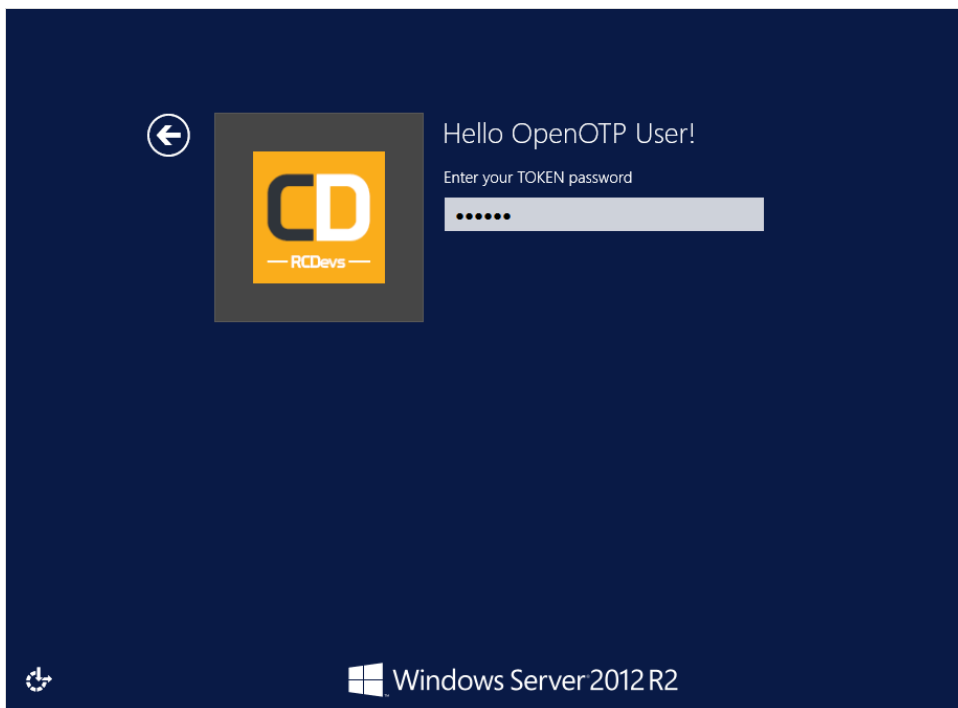 Hello OpenOTP User!
Enter your TOKEN password
••••••
CD
RCDevs
Windows Server 2012 R2